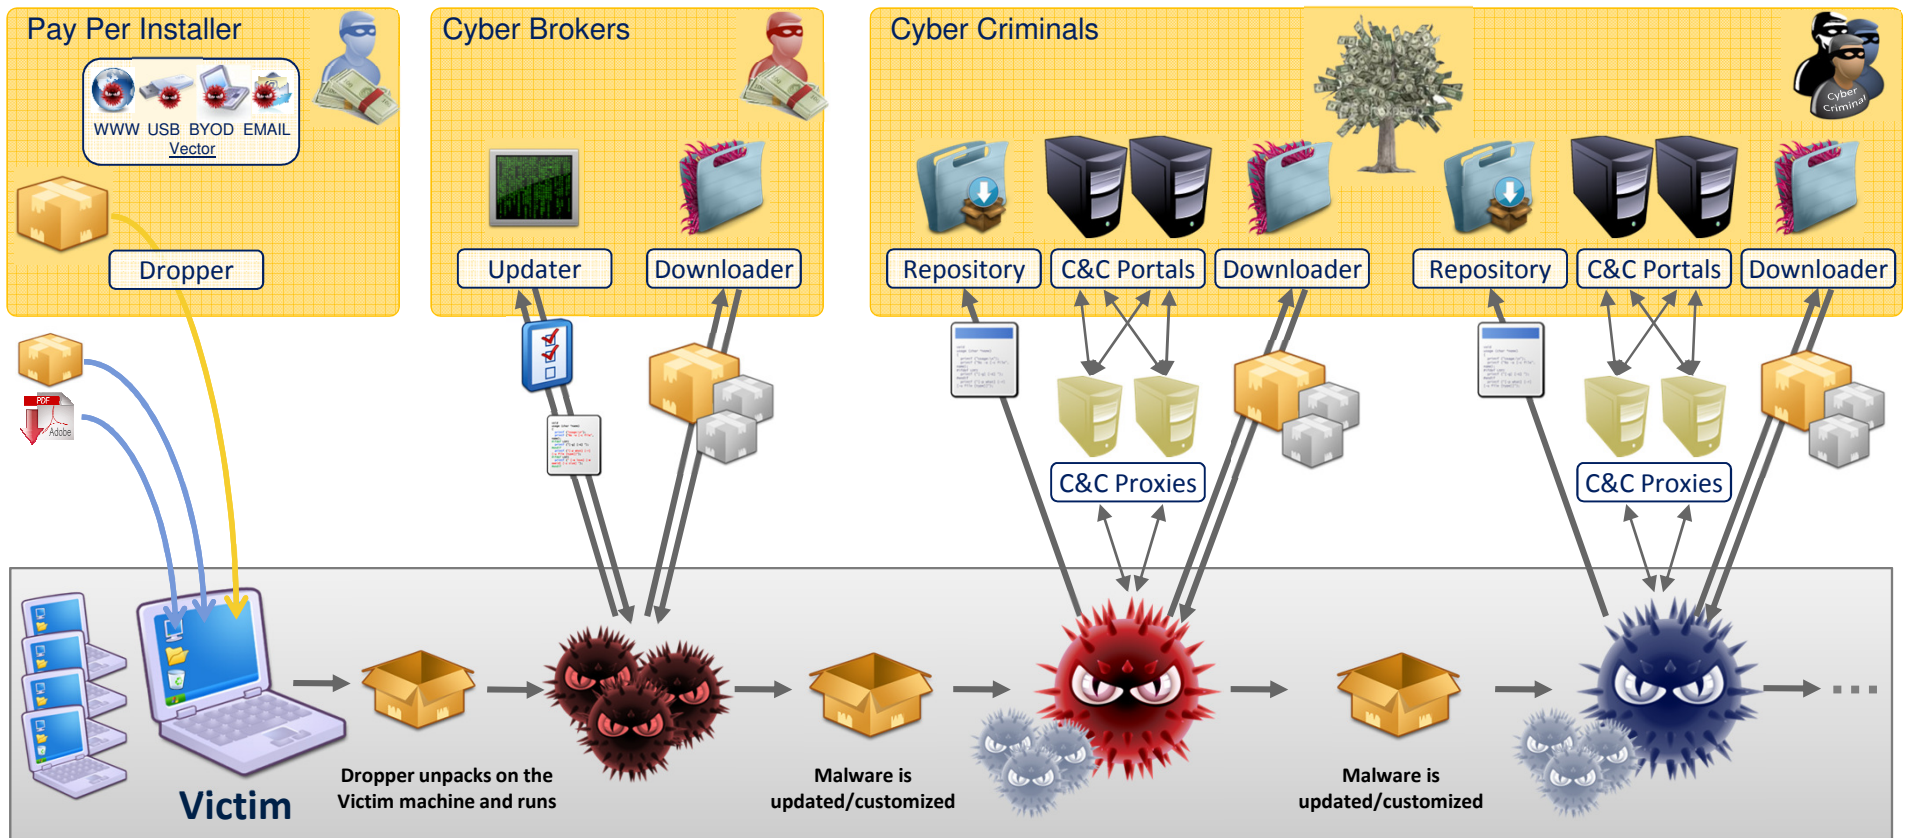 Pay Per Installer
WWW USB BYOD EMAIL
Vector
Dropper
Cyber Brokers
Updater
Downloader
Cyber Criminals
Cyber
Criminal
Repository
C&C Portals
Downloader
Repository
C&C Portals
Downloader
PDF
Adobe
C&C Proxies
C&C Proxies
Victim
Dropper unpacks on the
Victim machine and runs
Malware is
updated/customized
Malware is
updated/customized